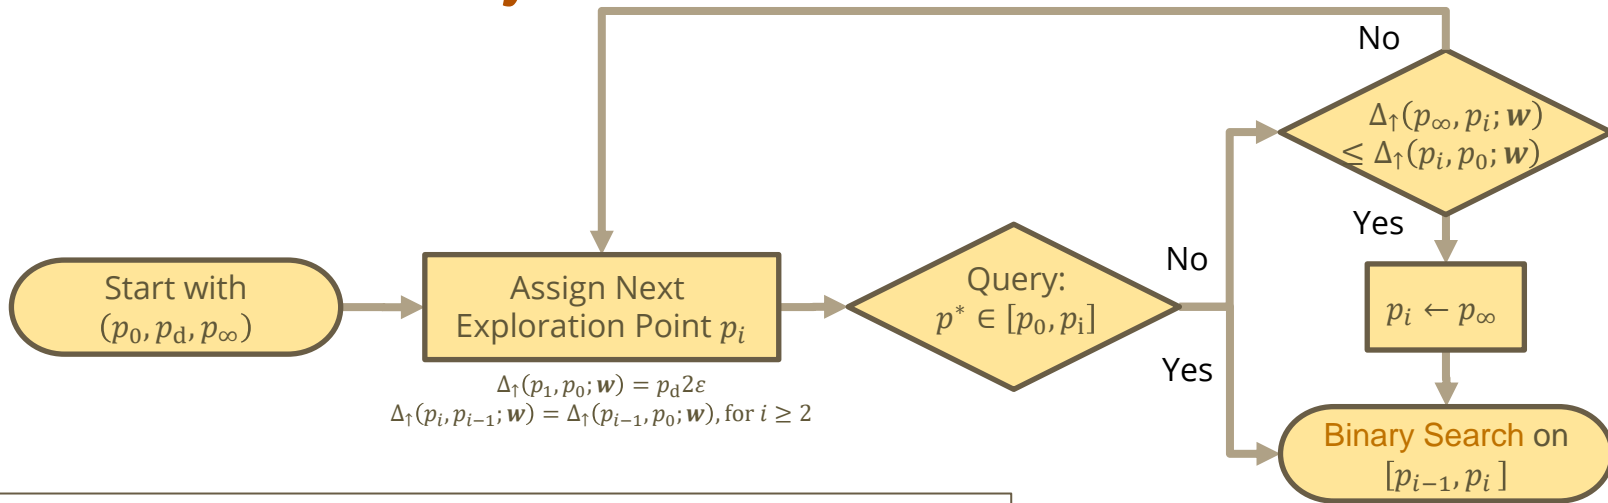 No
Δ↑(p∞, pi; w)
≤ Δ↑(pi, p0; w)
Yes
Start with
(p0, pd, p∞)
Assign Next
Exploration Point pi
Query:
p* ∈ [p0, pi]
No
Yes
pi ← p∞
Δ↑(p1, p0; w) = pd2ε
Δ↑(pi, pi−1; w) = Δ↑(pi−1, p0; w), for i ≥ 2
Binary Search on
[pi−1, pi ]